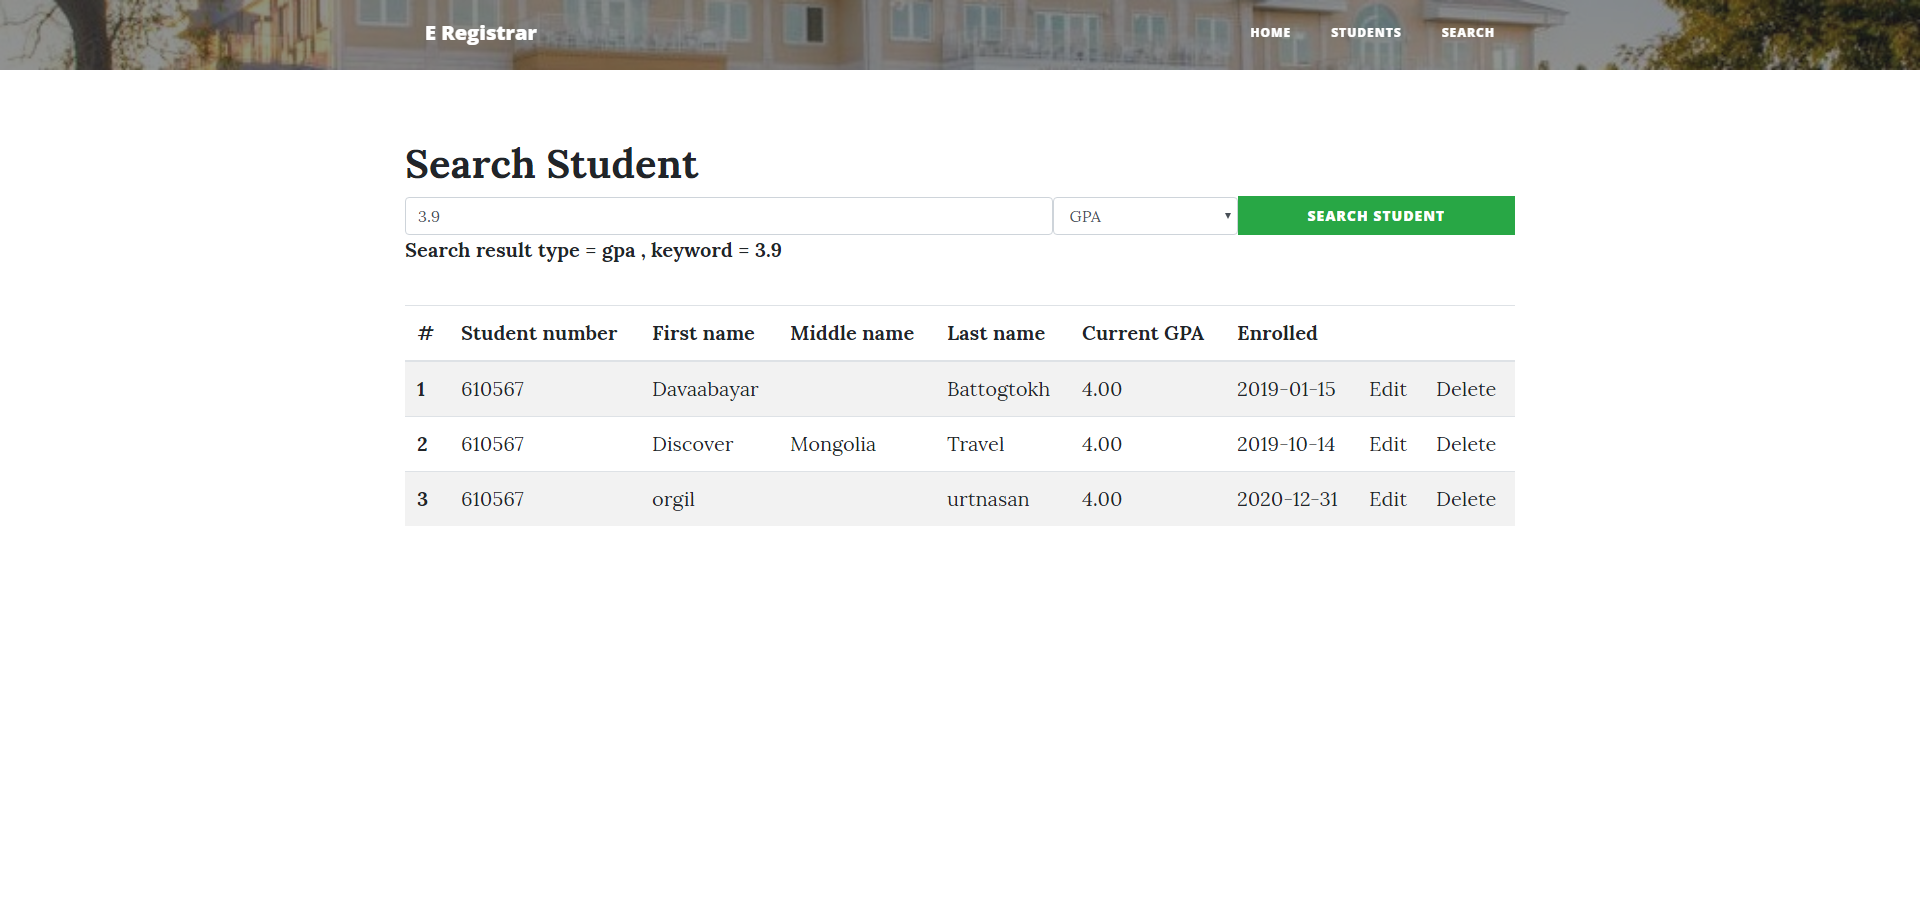 E Registrar HOME STUDENTS SEARCH
Search Student
3.9 GPA SEARCH STUDENT
Search result type = gpa , keyword = 3.9
# Student number First name Middle name Last name Current GPA Enrolled
1 610567 Davaabayar Battogtokh 4.00 2019-01-15 Edit Delete
2 610567 Discover Mongolia Travel 4.00 2019-10-14 Edit Delete
3 610567 orgil urtnasan 4.00 2020-12-31 Edit Delete